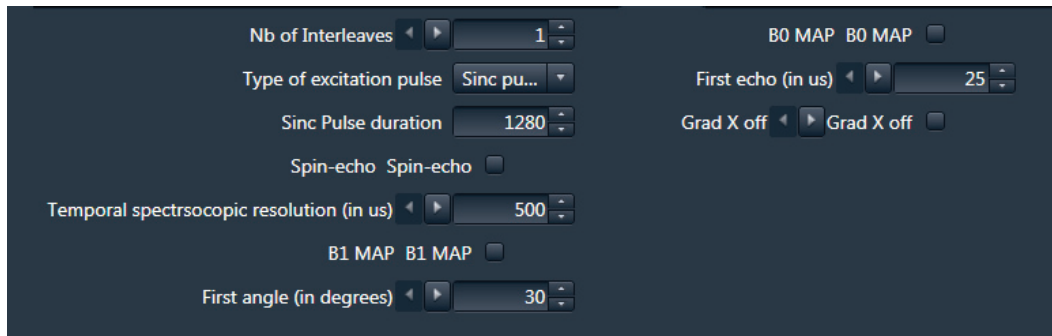 Nb of Interleaves 1
Type of excitation pulse Sinc pu...
Sinc Pulse duration 1280
Spin-echo Spin-echo
Temporal spectrsocopic resolution (in us) 500
B1 MAP B1 MAP
First angle (in degrees) 30
B0 MAP B0 MAP
First echo (in us) 25
Grad X off Grad X off